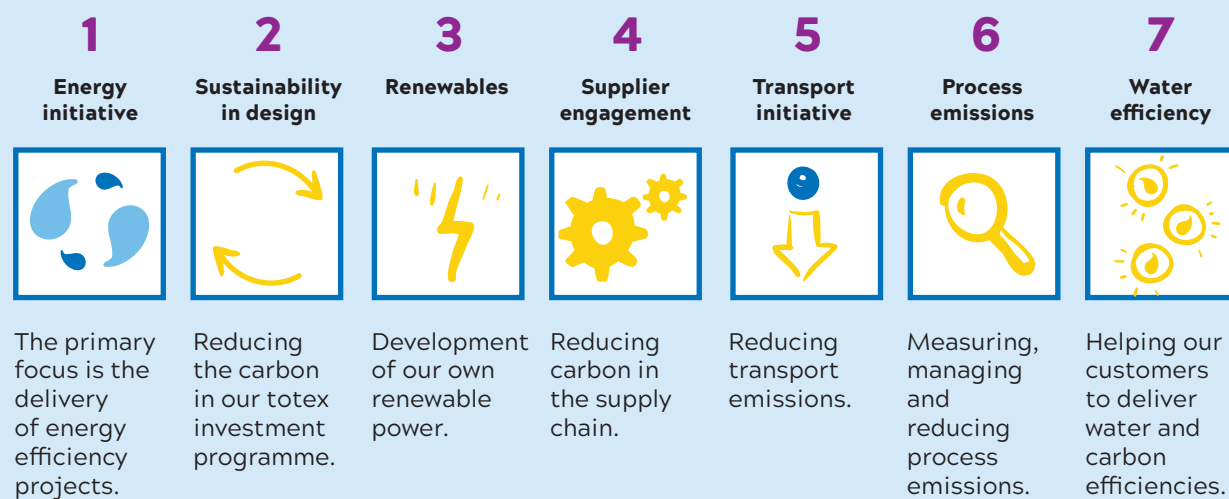 1
Energy
initiative
The primary
focus is the
delivery
of energy
efficiency
projects.
2
Sustainability
in design
Reducing
the carbon
in our totex
investment
programme.
3
Renewables
Development
of our own
renewable
power.
4
Supplier
engagement
Reducing
carbon in
the supply
chain.
5
Transport
initiative
Reducing
transport
emissions.
6
Process
emissions
Measuring,
managing
and
reducing
process
emissions.
7
Water
efficiency
Helping our
customers
to deliver
water and
carbon
efficiencies.